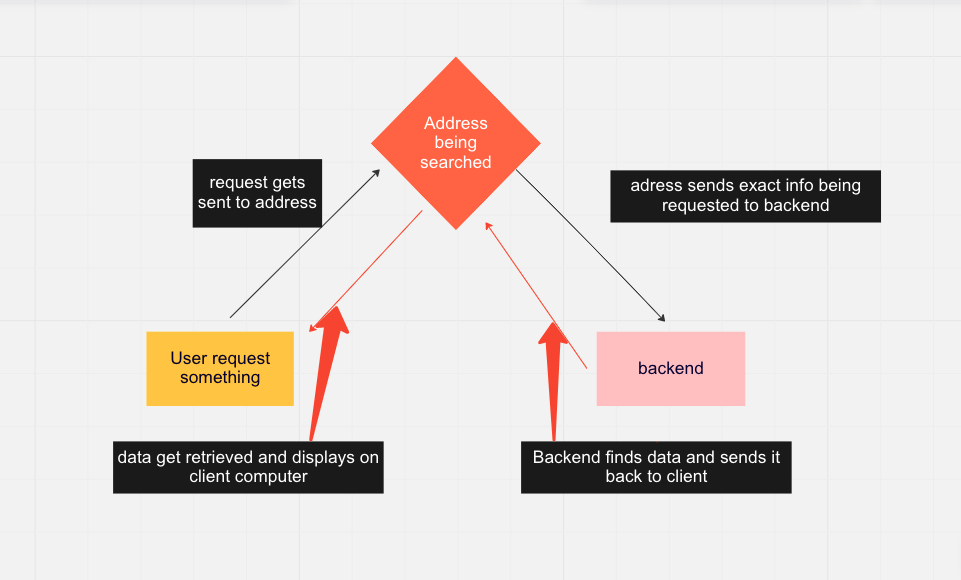 Address
being
searched
request gets
sent to address
adress sends exact info being
requested to backend
User request
something
backend
data get retrieved and displays on
client computer
Backend finds data and sends it
back to client